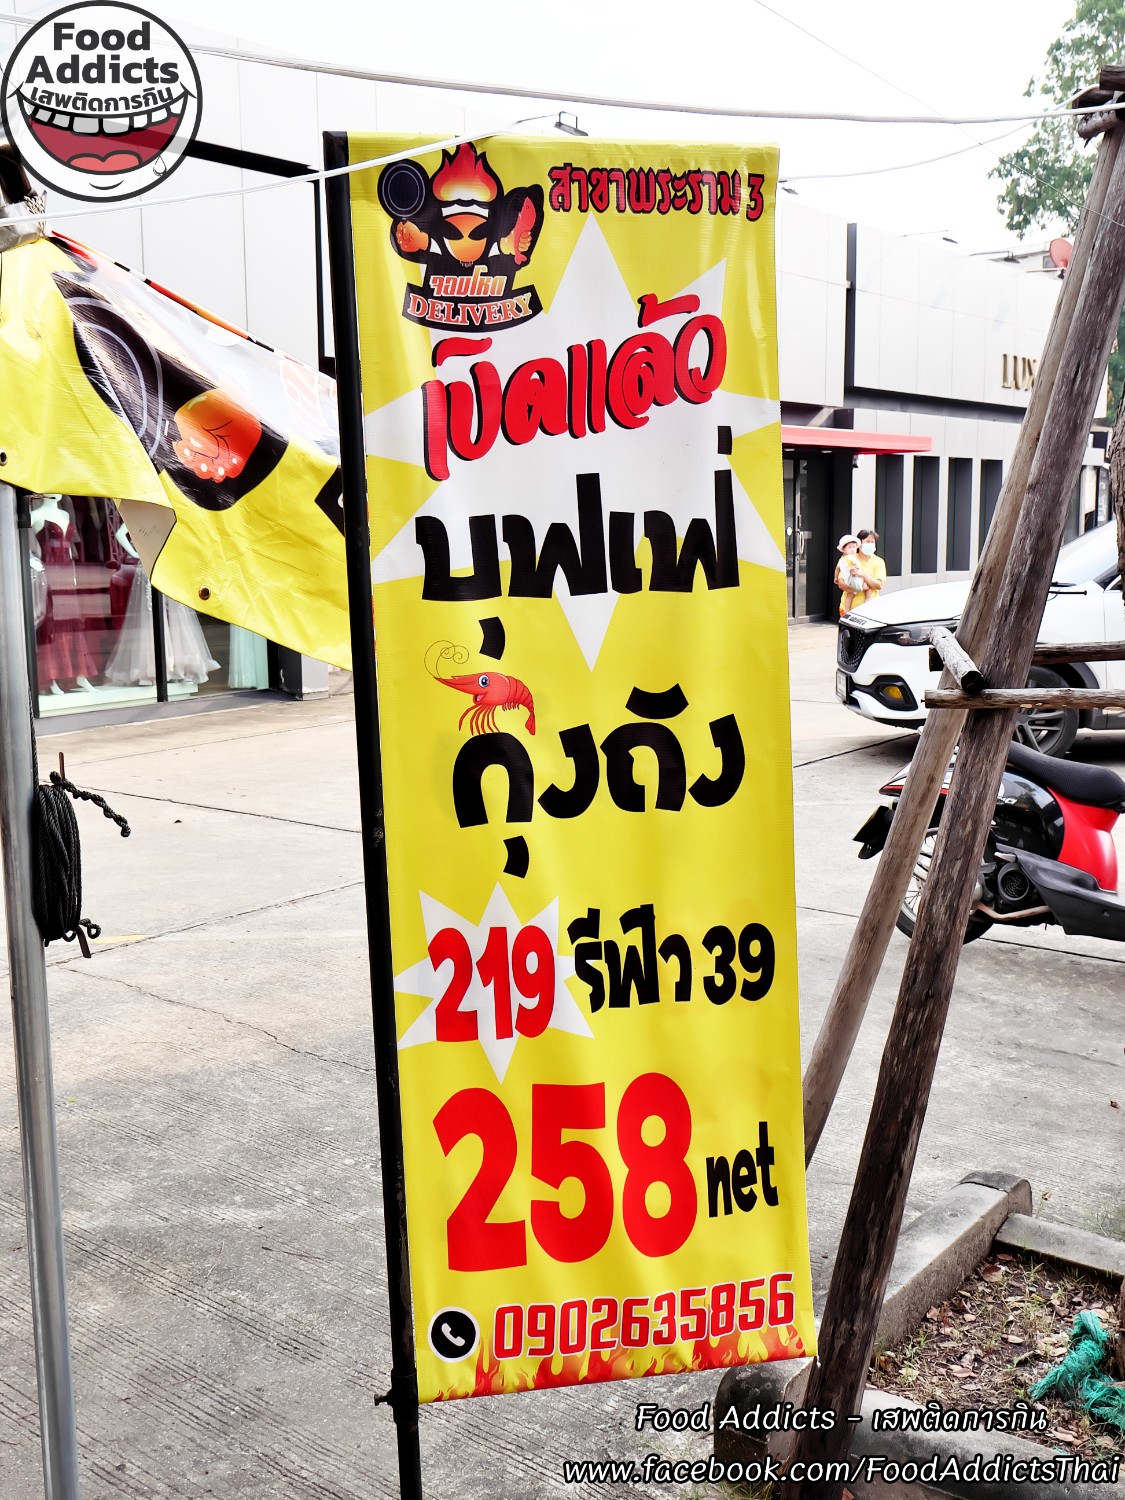 Food
Addicts
เสพติดการกิน
สาขาพระราม 3
จอมโหด
DELIVERY
เปิดแล้ว
บุฟเฟ่
กุ้งถัง
219 รีฟิว 39
258 net
0902635856
LUX
Food Addicts - เสพติดการกิน
www.facebook.com/FoodAddictsThai